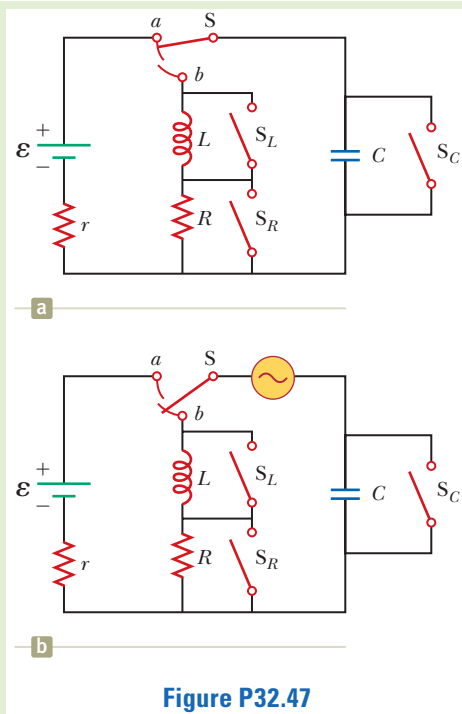 a S
b
ε + −
L S_L
C S_C
r
R S_R
a
a S
b
ε + −
L S_L
C S_C
r
R S_R
b
Figure P32.47